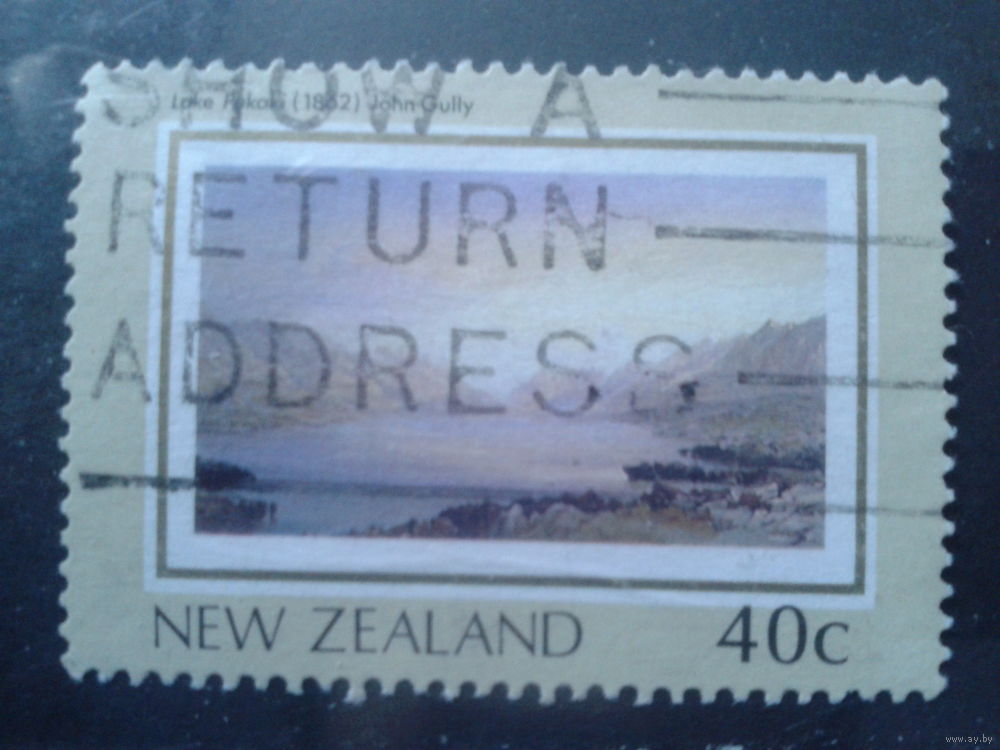 SHOW A
Lake Pukaki (1862) John Gully
RETURN
ADDRESS
NEW ZEALAND 40c
www.ay.by